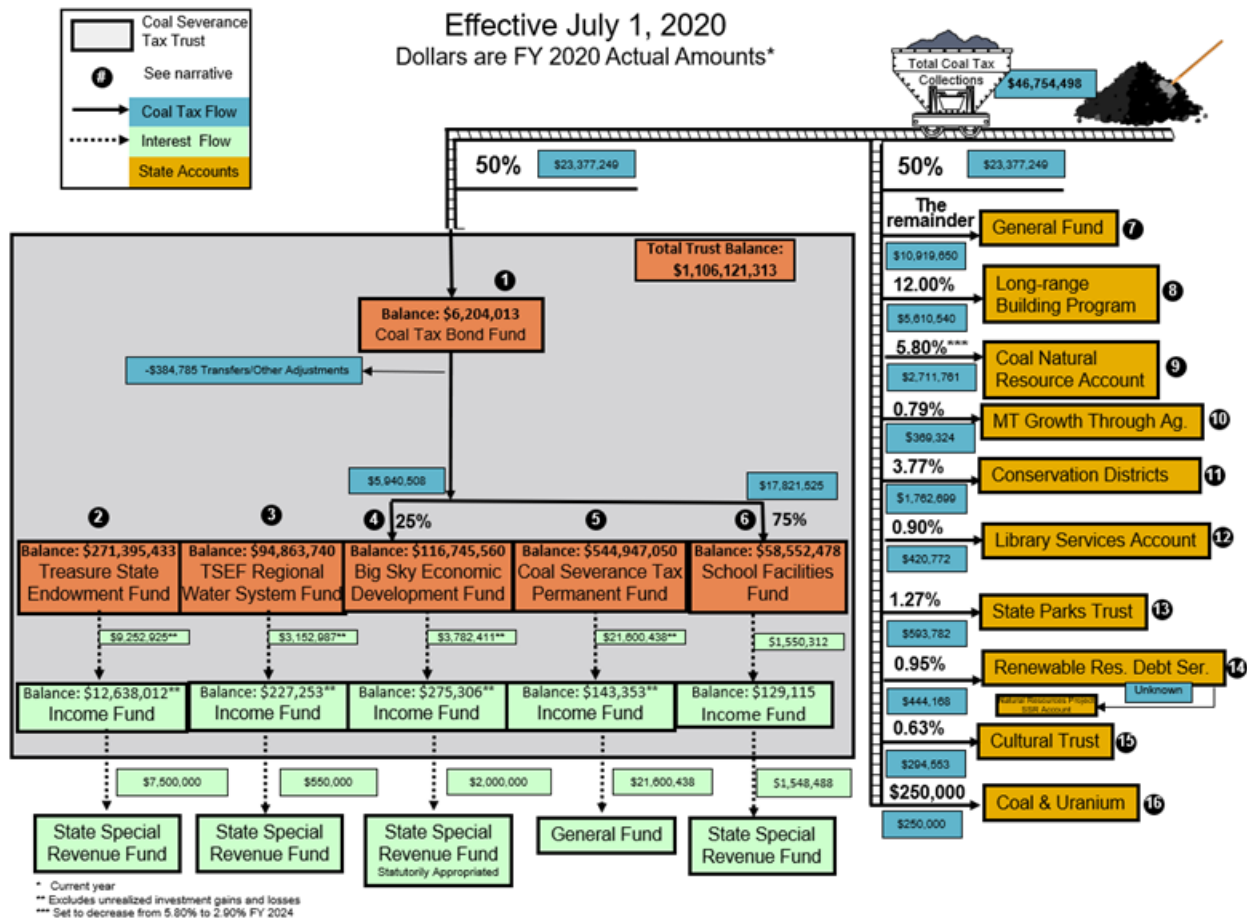 Effective July 1, 2020
Dollars are FY 2020 Actual Amounts*
Coal Severance
Tax Trust
# See narrative
Coal Tax Flow
Interest Flow
State Accounts
Total Coal Tax
Collections
$46,754,498
50%
$23,377,249
50%
$23,377,249
Total Trust Balance:
$1,106,121,313
1
Balance: $6,204,013
Coal Tax Bond Fund
-$384,785 Transfers/Other Adjustments
$5,940,508
$17,821,525
25%
75%
2
Balance: $271,395,433
Treasure State
Endowment Fund
3
Balance: $94,863,740
TSEF Regional
Water System Fund
4
Balance: $116,745,560
Big Sky Economic
Development Fund
5
Balance: $544,947,050
Coal Severance Tax
Permanent Fund
6
Balance: $58,552,478
School Facilities
Fund
$9,252,925**
$3,152,987**
$3,782,411**
$21,600,438**
$1,550,312
Balance: $12,638,012**
Income Fund
Balance: $227,253**
Income Fund
Balance: $275,306**
Income Fund
Balance: $143,353**
Income Fund
Balance: $129,115
Income Fund
$7,500,000
$550,000
$2,000,000
$21,600,438
$1,548,488
State Special
Revenue Fund
State Special
Revenue Fund
State Special
Revenue Fund
Statutorily Appropriated
General Fund
State Special
Revenue Fund
The
remainder
General Fund
7
$10,919,650
12.00%
Long-range
Building Program
8
$5,610,540
5.80%***
Coal Natural
Resource Account
9
$2,711,761
0.79%
MT Growth Through Ag.
10
$369,324
3.77%
Conservation Districts
11
$1,762,699
0.90%
Library Services Account
12
$420,772
1.27%
State Parks Trust
13
$593,782
0.95%
Renewable Res. Debt Ser.
14
$444,168
Unknown
Natural Resources Project
SSR Account
0.63%
Cultural Trust
15
$294,553
$250,000
Coal & Uranium
16
$250,000
* Current year
** Excludes unrealized investment gains and losses
*** Set to decrease from 5.80% to 2.90% FY 2024